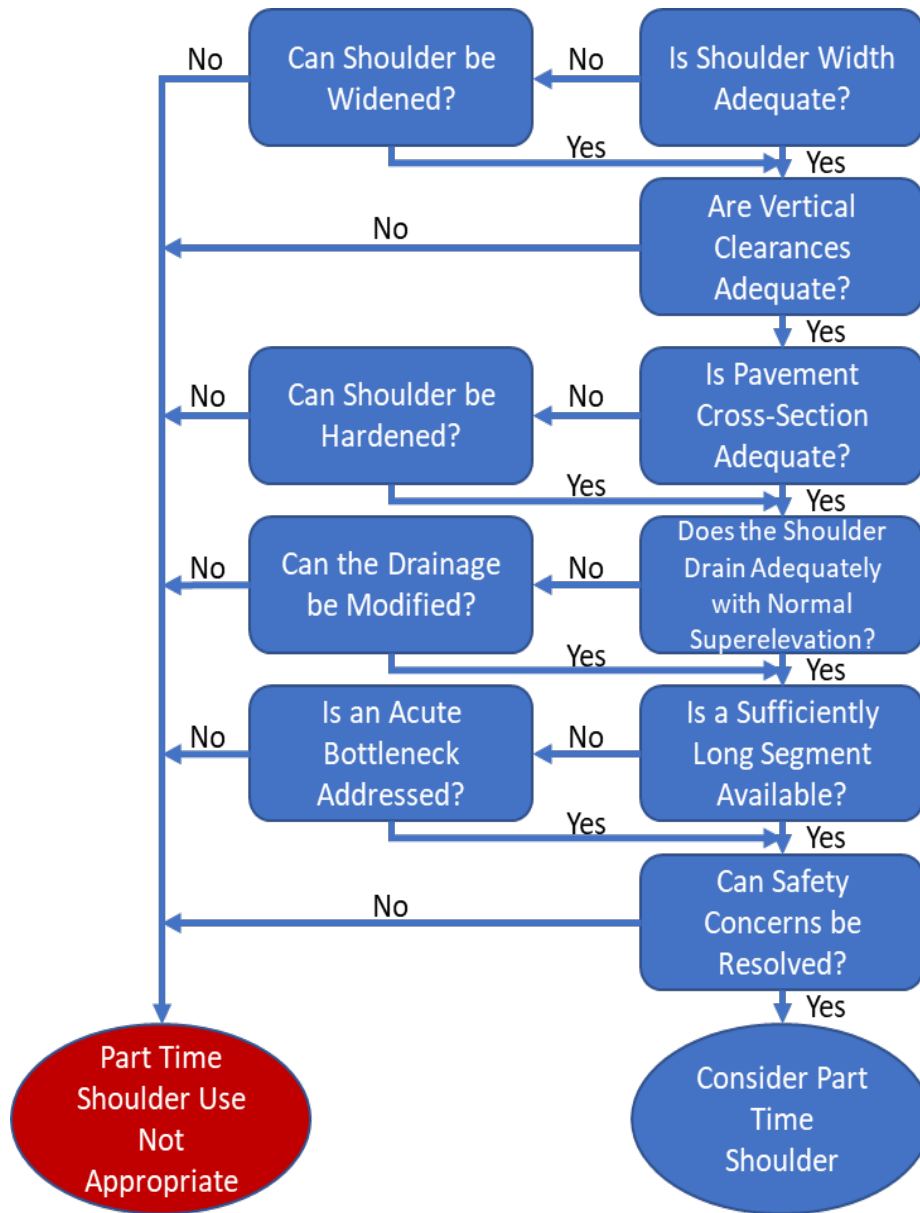 No
Can Shoulder be
Widened?
No
Is Shoulder Width
Adequate?
Yes
Yes
No
Are Vertical
Clearances
Adequate?
Yes
No
Can Shoulder be
Hardened?
No
Is Pavement
Cross-Section
Adequate?
Yes
Yes
No
Can the Drainage
be Modified?
No
Does the Shoulder
Drain Adequately
with Normal
Superelevation?
Yes
Yes
No
Is an Acute
Bottleneck
Addressed?
No
Is a Sufficiently
Long Segment
Available?
Yes
Yes
No
Can Safety
Concerns be
Resolved?
Yes
Part Time
Shoulder Use
Not
Appropriate
Consider Part
Time
Shoulder